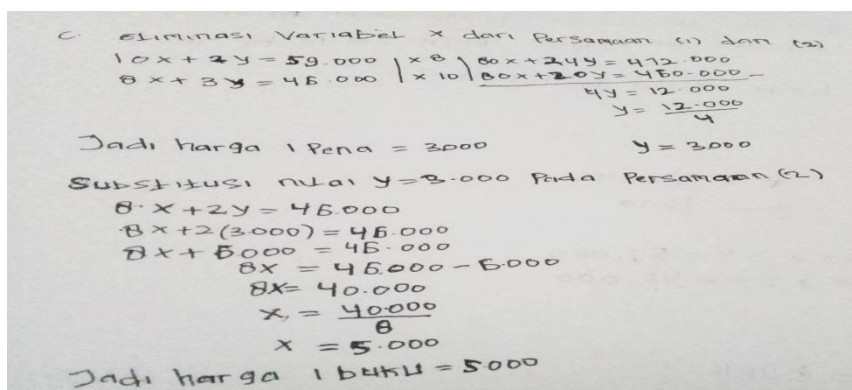 C. Eliminasi Variabel x dari Persamaan (1) dan (2)
10x + 2y = 59.000 | x 8 | 80x + 24y = 472.000
8x + 3y = 46.000 | x 10 | 80x + 20y = 460.000 -
4y = 12.000
y = 12.000 / 4
Jadi harga 1 Pena = 3000 y = 3000
Substitusi nilai y = 3.000 Pada Persamaan (2)
8x + 2y = 46.000
8x + 2(3.000) = 46.000
8x + 6000 = 46.000
8x = 46.000 - 6.000
8x = 40.000
x = 40.000 / 8
x = 5.000
Jadi harga 1 buku = 5000